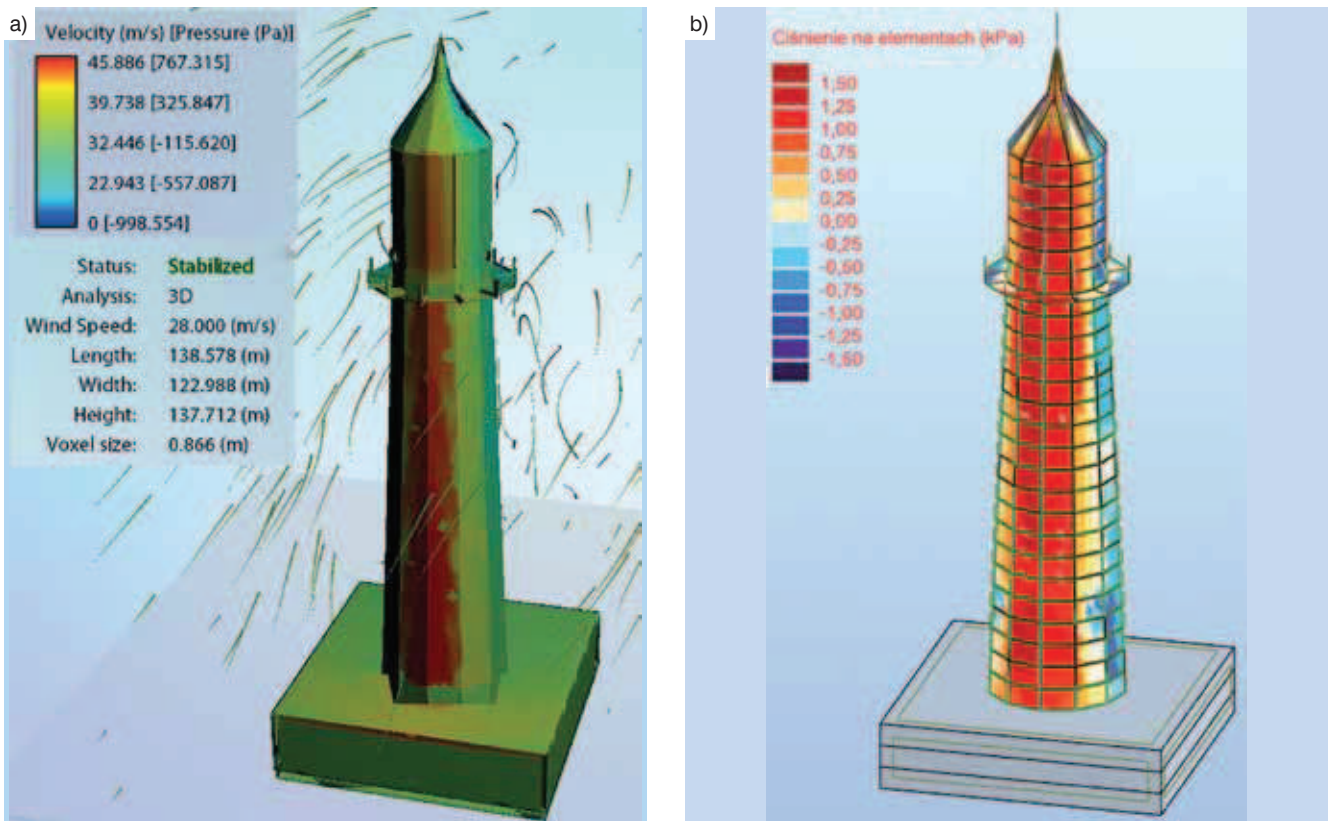 a)
Velocity (m/s) [Pressure (Pa)]
45.886 [767.315]
39.738 [325.847]
32.446 [-115.620]
22.943 [-557.087]
0 [-998.554]
Status: Stabilized
Analysis: 3D
Wind Speed: 28.000 (m/s)
Length: 138.578 (m)
Width: 122.988 (m)
Height: 137.712 (m)
Voxel size: 0.866 (m)
b)
Ciśnienie na elementach (kPa)
1,50
1,25
1,00
0,75
0,50
0,25
0,00
-0,25
-0,50
-0,75
-1,00
-1,25
-1,50